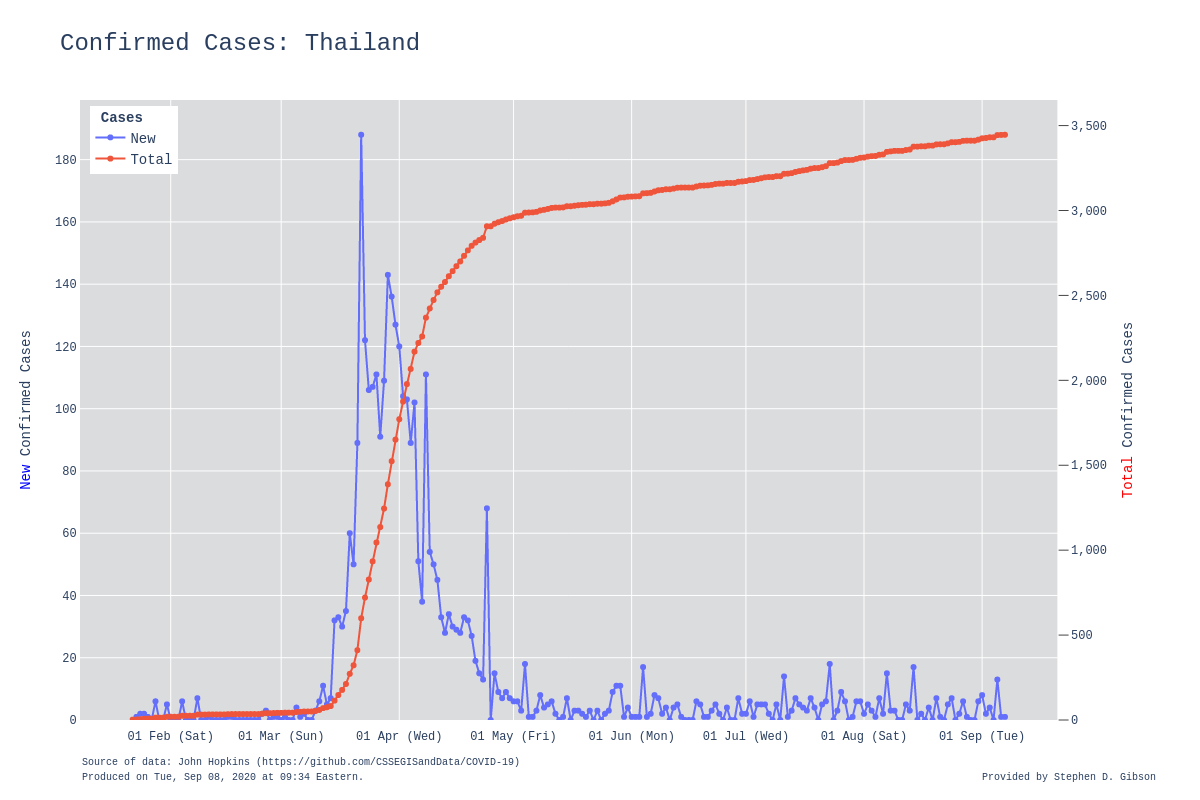 Confirmed Cases: Thailand
Cases
New
Total
180
160
140
120
100
80
60
40
20
0
New Confirmed Cases
3,500
3,000
2,500
2,000
1,500
1,000
500
0
Total Confirmed Cases
01 Feb (Sat) 01 Mar (Sun) 01 Apr (Wed) 01 May (Fri) 01 Jun (Mon) 01 Jul (Wed) 01 Aug (Sat) 01 Sep (Tue)
Source of data: John Hopkins (https://github.com/CSSEGISandData/COVID-19)
Produced on Tue, Sep 08, 2020 at 09:34 Eastern.
Provided by Stephen D. Gibson